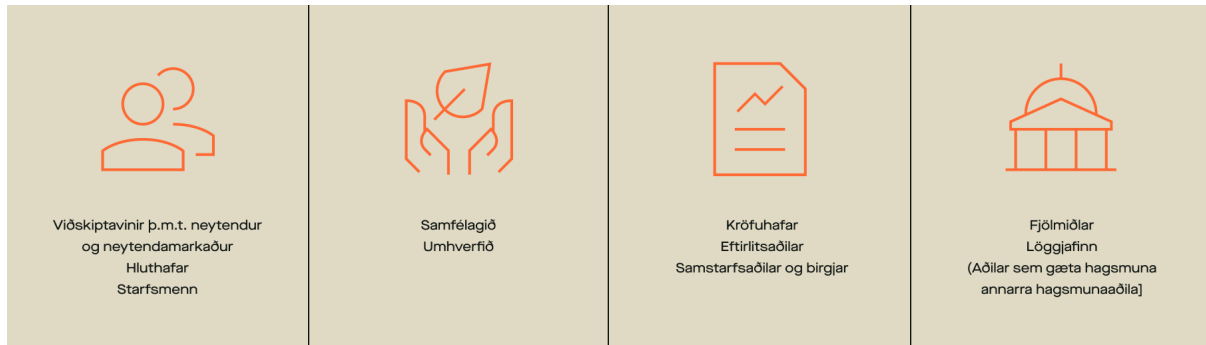 Viðskiptavinir þ.m.t. neytendur
og neytendamarkaður
Hluthafar
Starfsmenn
Samfélagið
Umhverfið
Kröfuhafar
Eftirlitsaðilar
Samstarfsaðilar og birgjar
Fjölmiðlar
Löggjafinn
(Aðilar sem gæta hagsmuna
annarra hagsmunaaðila]